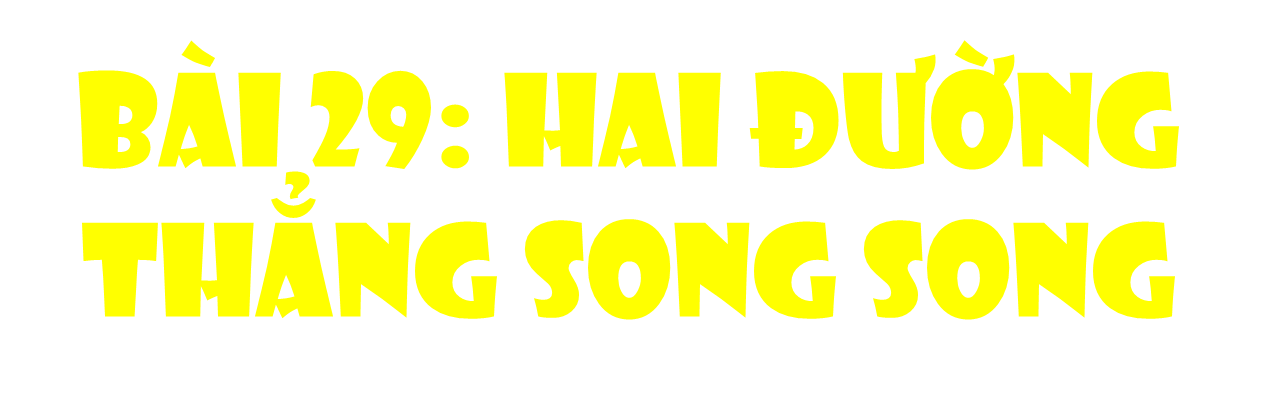 BÀI 29: HAI ĐƯỜNG
THẲNG SONG SONG